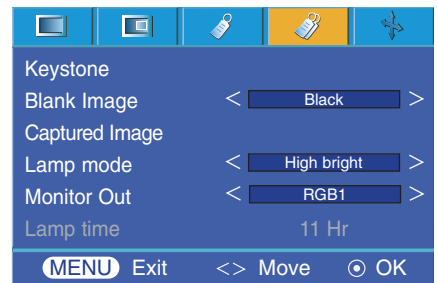 Keystone
Blank Image < Black >
Captured Image
Lamp mode < High bright >
Monitor Out < RGB1 >
Lamp time 11 Hr
MENU Exit <> Move OK